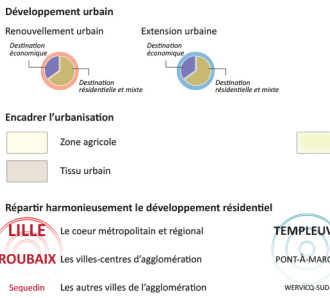 Développement urbain
Renouvellement urbain
Extension urbaine
Destination
économique
Destination
résidentielle et mixte
Destination
économique
Destination
résidentielle et mixte
Encadrer l'urbanisation
Zone agricole
Tissu urbain
Répartir harmonieusement le développement résidentiel
LILLE Le coeur métropolitain et régional
TEMPLEUV
ROUBAIX Les villes-centres d'agglomération
PONT-À-MARC
Sequedin Les autres villes de l'agglomération
WERVICQ-SUD